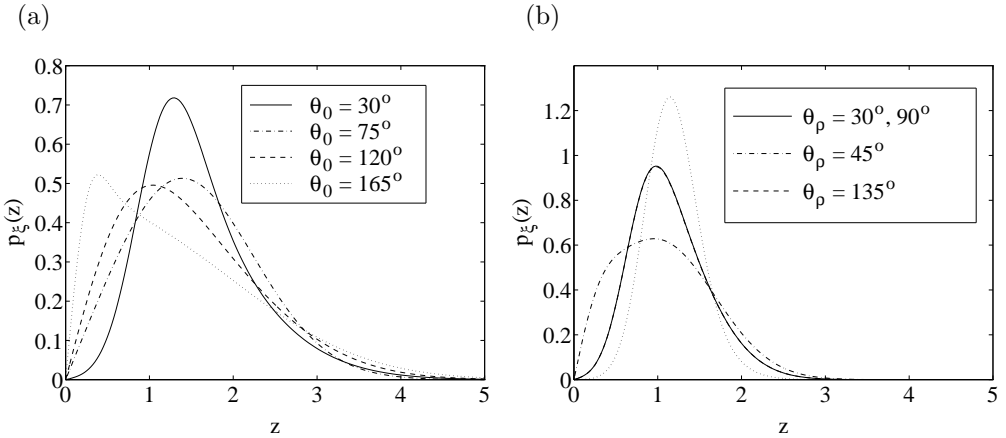 (a)
0.8
0.7
0.6
0.5
0.4
0.3
0.2
0.1
0
pξ(z)
θ0 = 30o
θ0 = 75o
θ0 = 120o
θ0 = 165o
0 1 2 3 4 5
z
(b)
1.2
1
0.8
0.6
0.4
0.2
0
pξ(z)
θρ = 30o, 90o
θρ = 45o
θρ = 135o
0 1 2 3 4 5
z